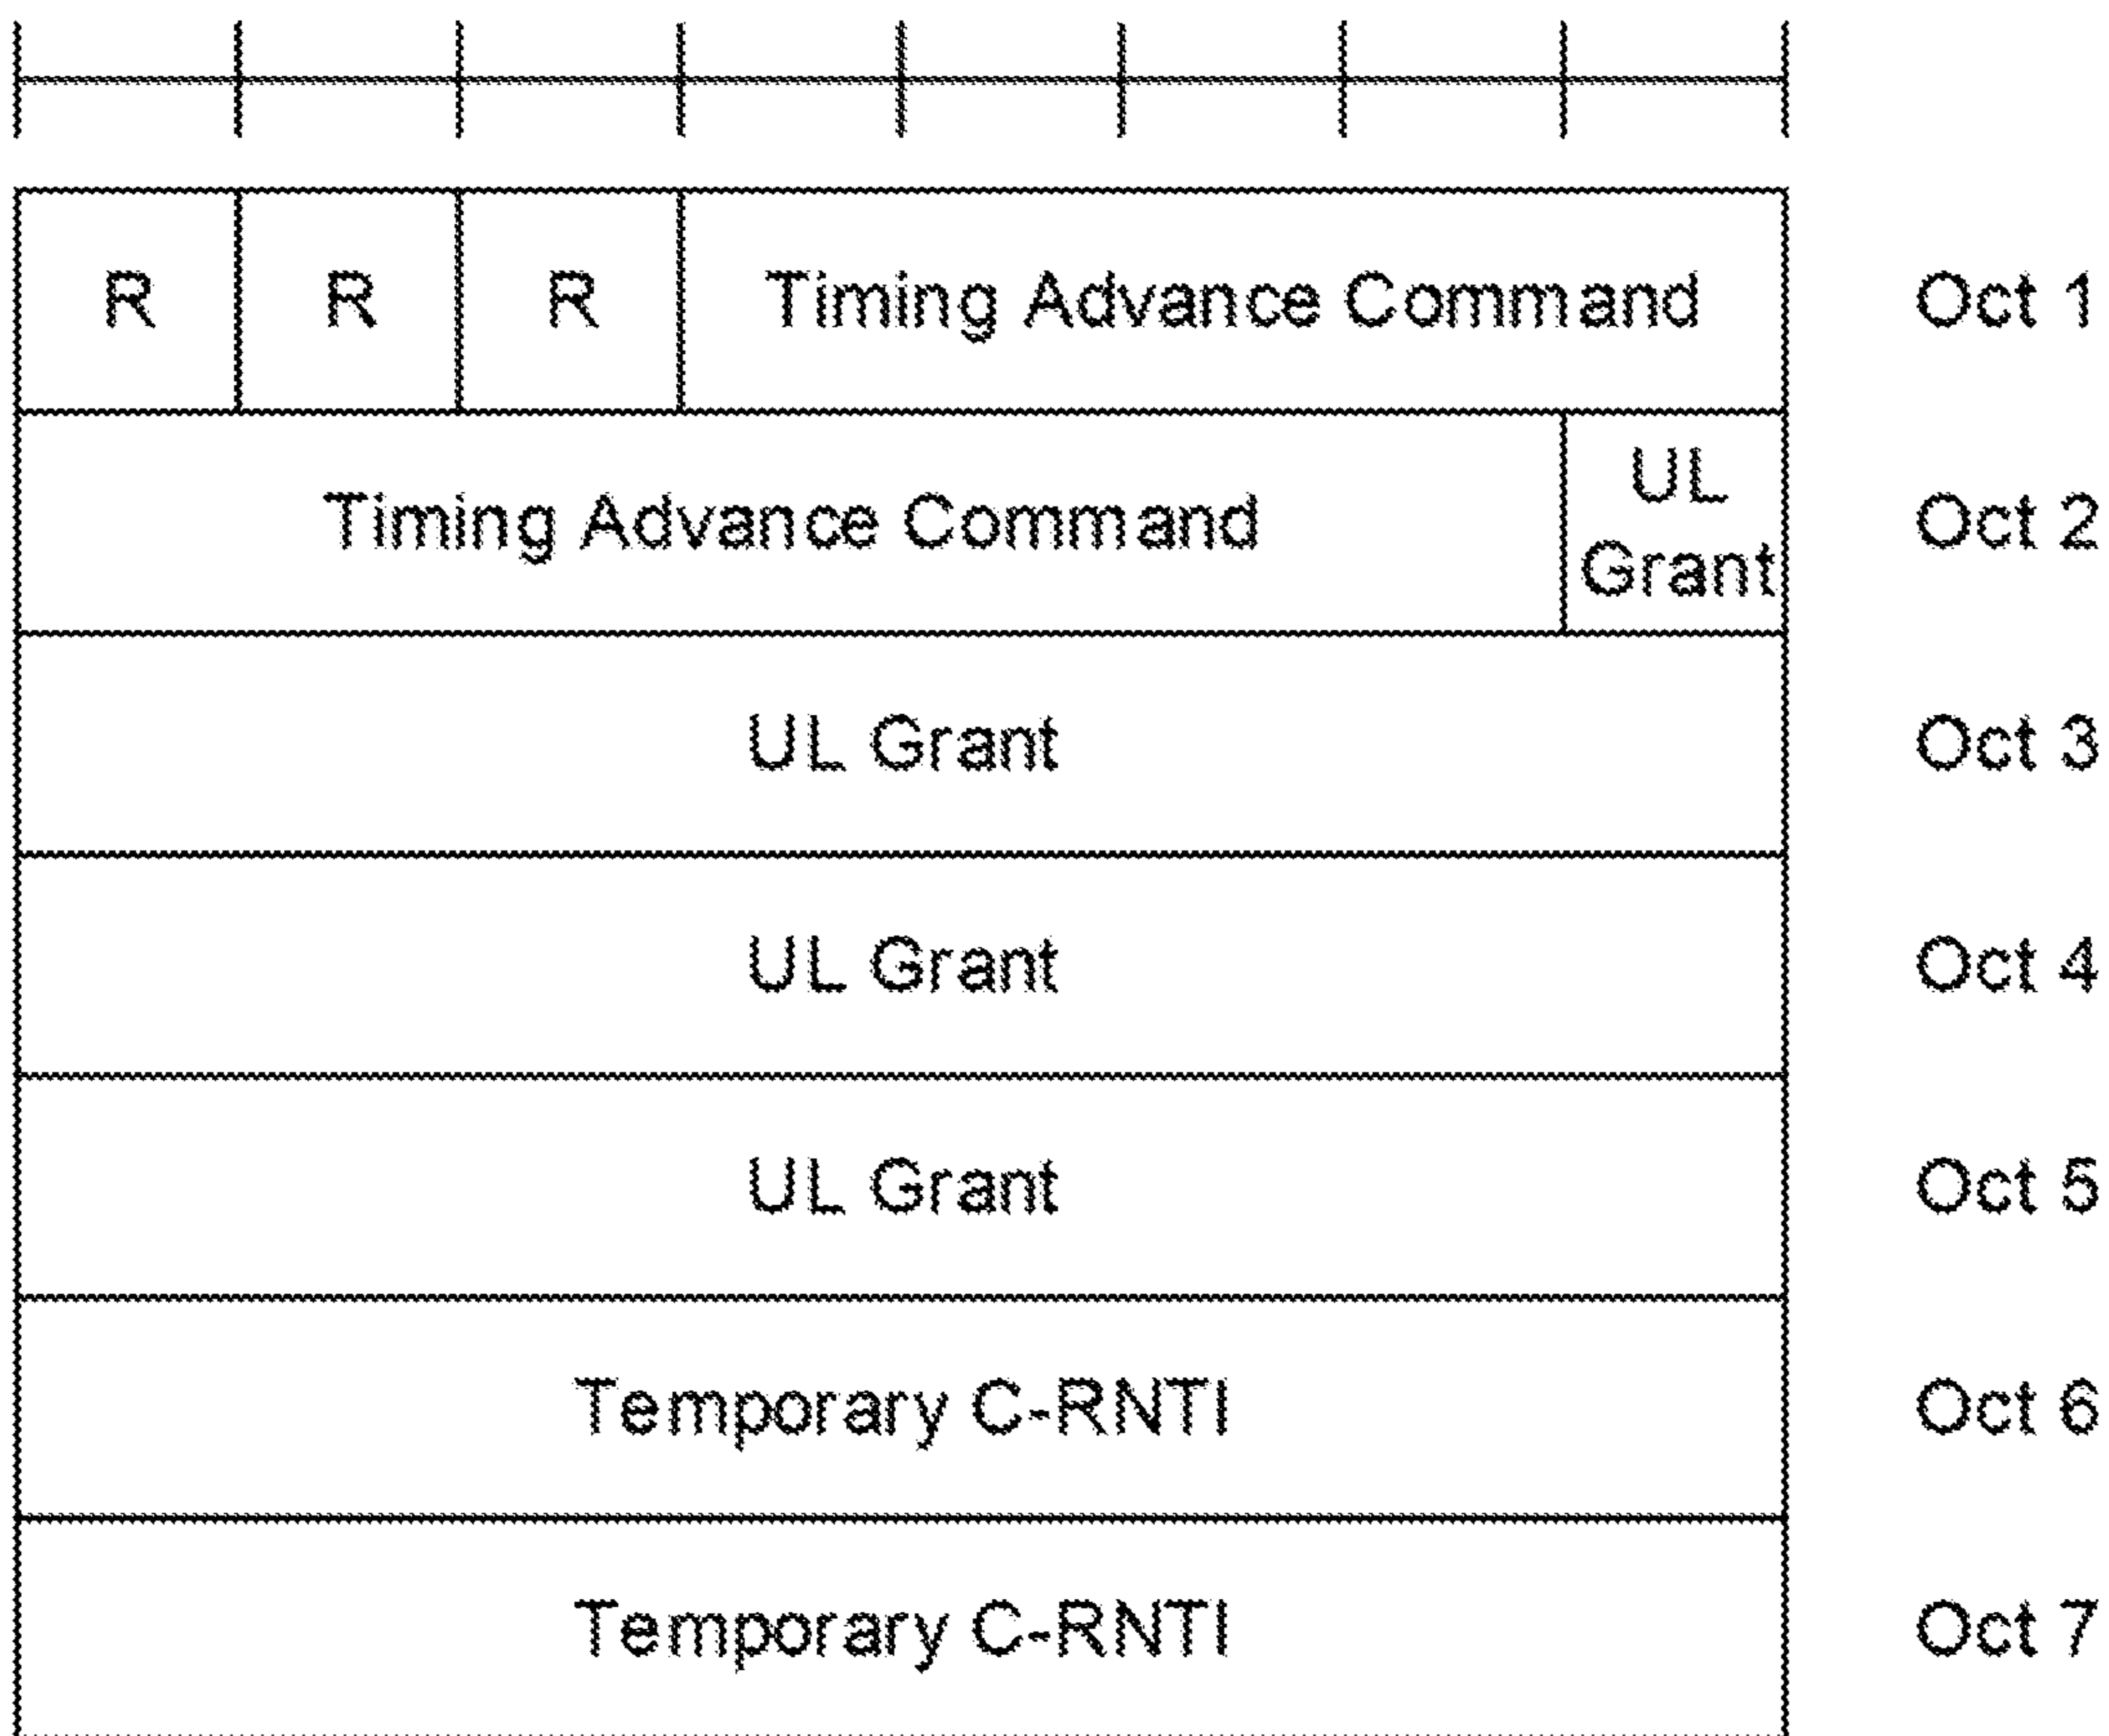 R R R Timing Advance Command Oct 1
Timing Advance Command UL Grant Oct 2
UL Grant Oct 3
UL Grant Oct 4
UL Grant Oct 5
Temporary C-RNTI Oct 6
Temporary C-RNTI Oct 7